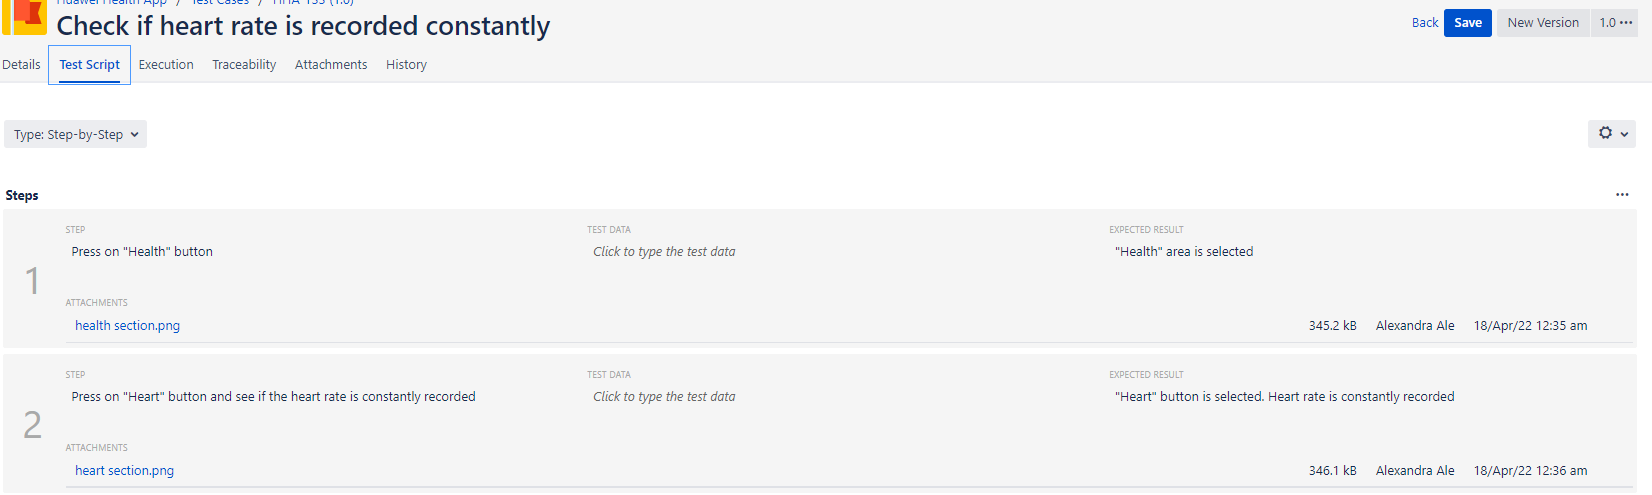 Huawei Health App / Test Cases / HHA-T53 (1.0)
Check if heart rate is recorded constantly
Back Save New Version 1.0 ···
Details Test Script Execution Traceability Attachments History
Type: Step-by-Step
Steps
···
STEP TEST DATA EXPECTED RESULT
1 Press on "Health" button Click to type the test data "Health" area is selected
ATTACHMENTS
health section.png 345.2 kB Alexandra Ale 18/Apr/22 12:35 am
STEP TEST DATA EXPECTED RESULT
2 Press on "Heart" button and see if the heart rate is constantly recorded Click to type the test data "Heart" button is selected. Heart rate is constantly recorded
ATTACHMENTS
heart section.png 346.1 kB Alexandra Ale 18/Apr/22 12:36 am